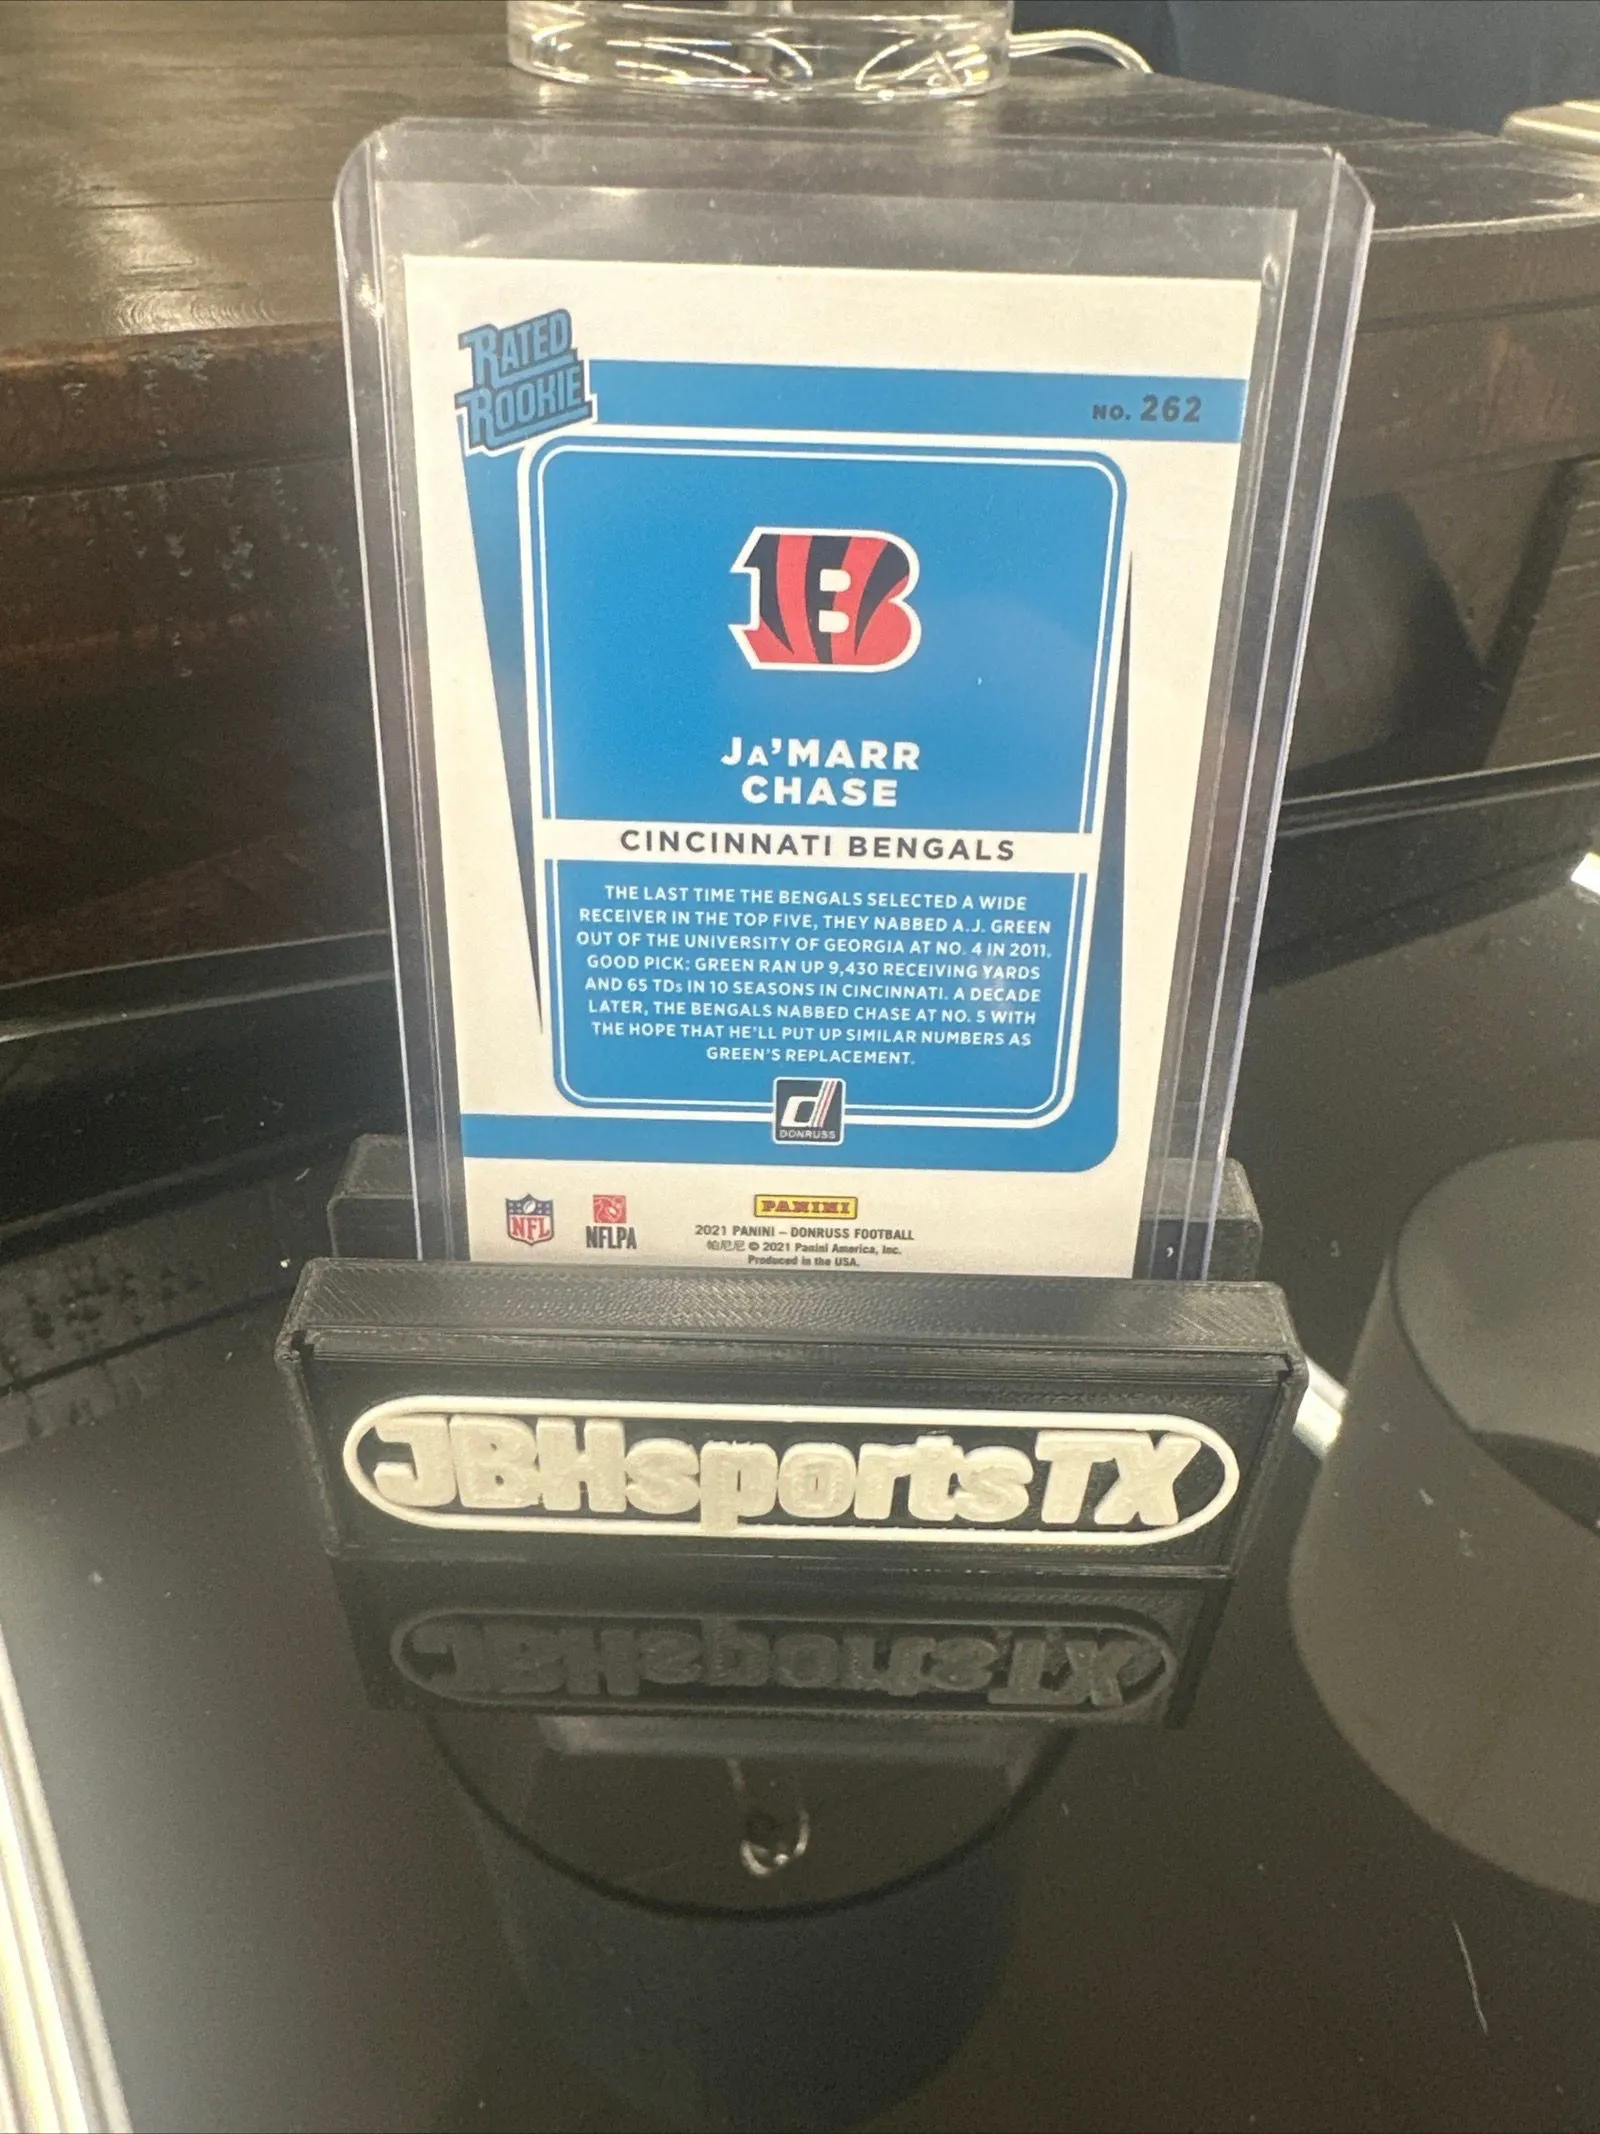 RATED
ROOKIE
NO. 262
JA'MARR
CHASE
CINCINNATI BENGALS
THE LAST TIME THE BENGALS SELECTED A WIDE
RECEIVER IN THE TOP FIVE, THEY NABBED A.J. GREEN
OUT OF THE UNIVERSITY OF GEORGIA AT NO. 4 IN 2011.
GOOD PICK: GREEN RAN UP 9,430 RECEIVING YARDS
AND 65 TDs IN 10 SEASONS IN CINCINNATI. A DECADE
LATER, THE BENGALS NABBED CHASE AT NO. 5 WITH
THE HOPE THAT HE'LL PUT UP SIMILAR NUMBERS AS
GREEN'S REPLACEMENT.
DONRUSS
NFL
NFLPA
PANINI
2021 PANINI – DONRUSS FOOTBALL
帕尼尼 © 2021 Panini America, Inc.
Produced in the USA.
JBHsportsTX